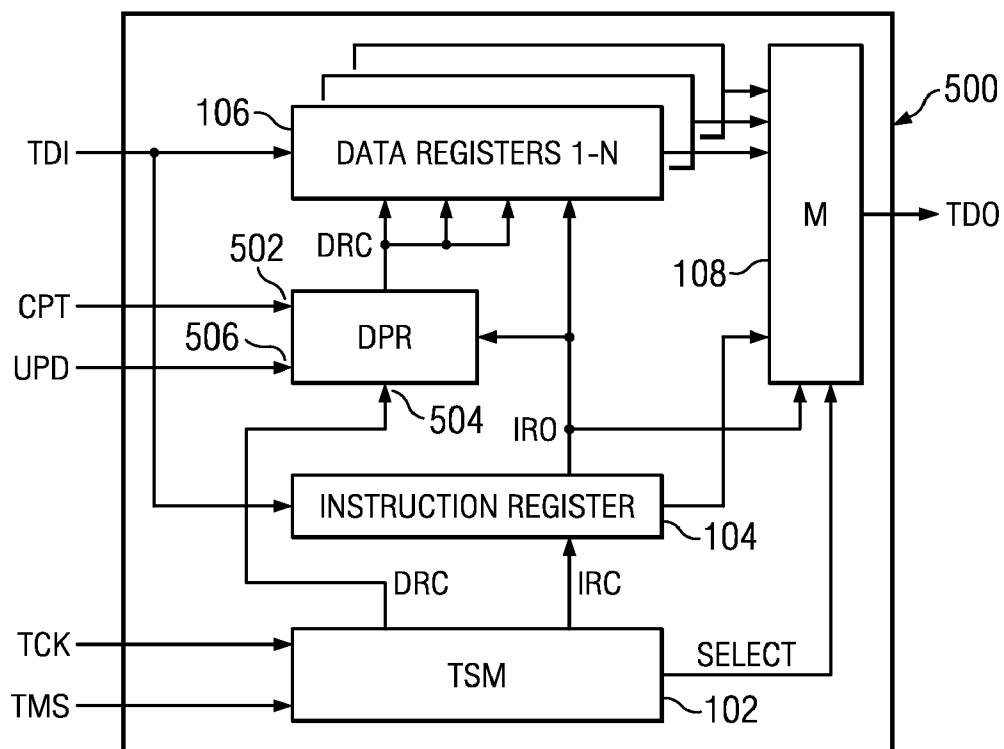 106
TDI
DATA REGISTERS 1-N
500
M
TDO
DRC
502
108
CPT
506
DPR
UPD
504
IRO
INSTRUCTION REGISTER
104
DRC
IRC
TCK
SELECT
TSM
TMS
102